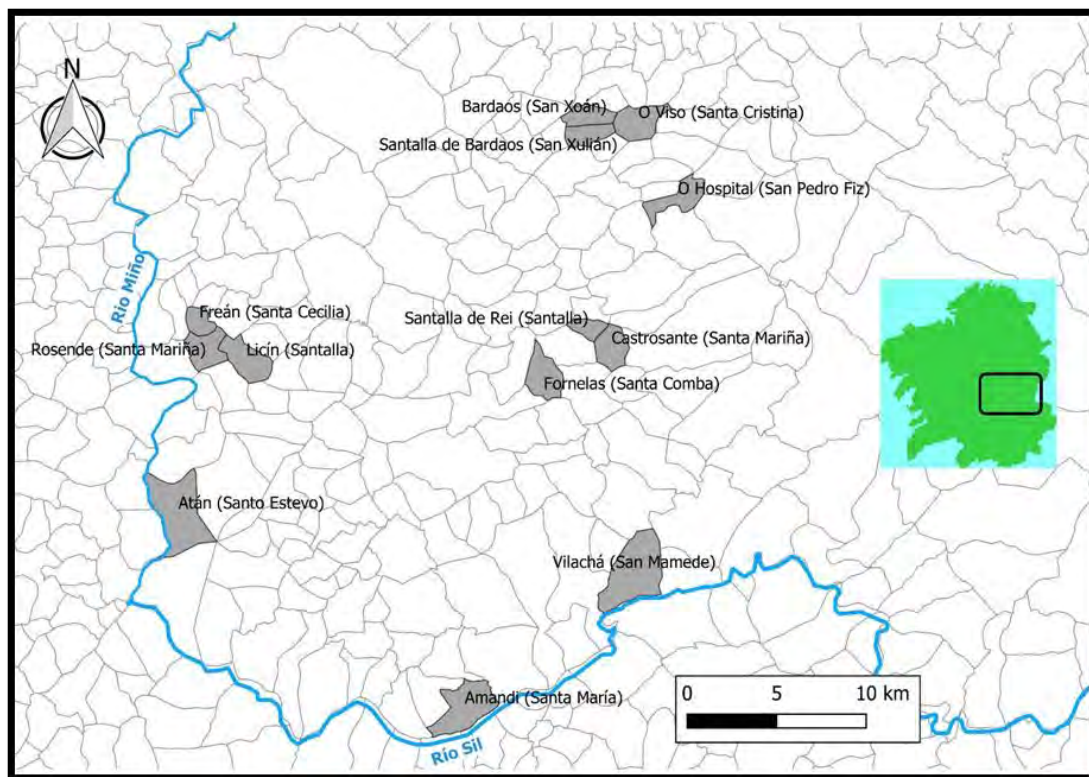 N
Bardaos (San Xoán)
O Viso (Santa Cristina)
Santalla de Bardaos (San Xulián)
O Hospital (San Pedro Fiz)
Río Miño
Freán (Santa Cecilia)
Santalla de Rei (Santalla)
Rosende (Santa Mariña)
Licín (Santalla)
Castrosante (Santa Mariña)
Fornelas (Santa Comba)
Atán (Santo Estevo)
Vilachá (San Mamede)
Amandi (Santa María)
Río Sil
0 5 10 km